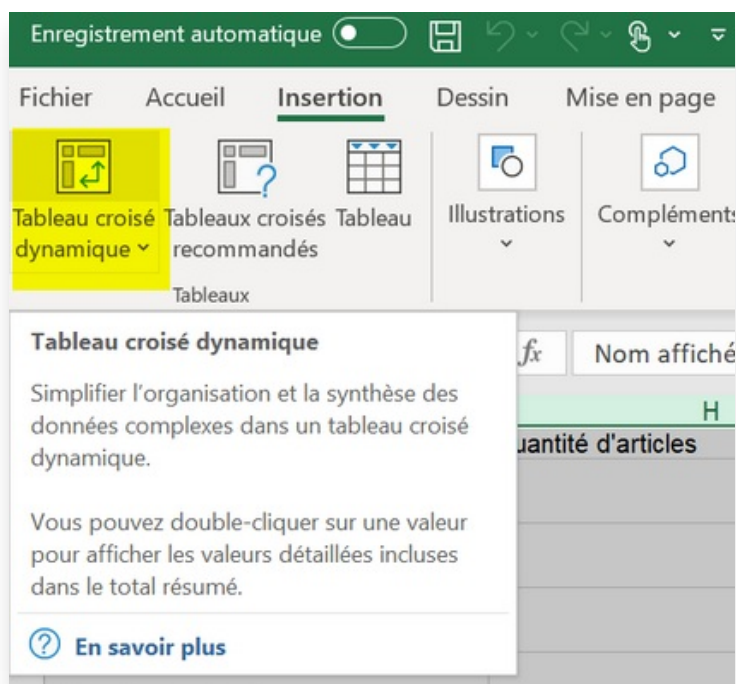 Enregistrement automatique
Fichier Accueil Insertion Dessin Mise en page
Tableau croisé dynamique
Tableaux croisés recommandés
Tableau
Illustrations
Compléments
Tableaux
Tableau croisé dynamique
fx Nom affiché
Simplifier l'organisation et la synthèse des
données complexes dans un tableau croisé
dynamique.
H
uantité d'articles
Vous pouvez double-cliquer sur une valeur
pour afficher les valeurs détaillées incluses
dans le total résumé.
En savoir plus